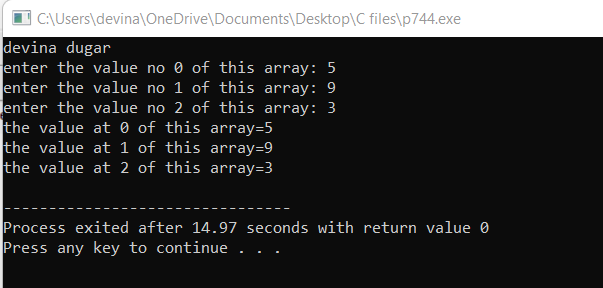 C:\Users\devina\OneDrive\Documents\Desktop\C files\p744.exe
devina dugar
enter the value no 0 of this array: 5
enter the value no 1 of this array: 9
enter the value no 2 of this array: 3
the value at 0 of this array=5
the value at 1 of this array=9
the value at 2 of this array=3
--------------------------------
Process exited after 14.97 seconds with return value 0
Press any key to continue . . .